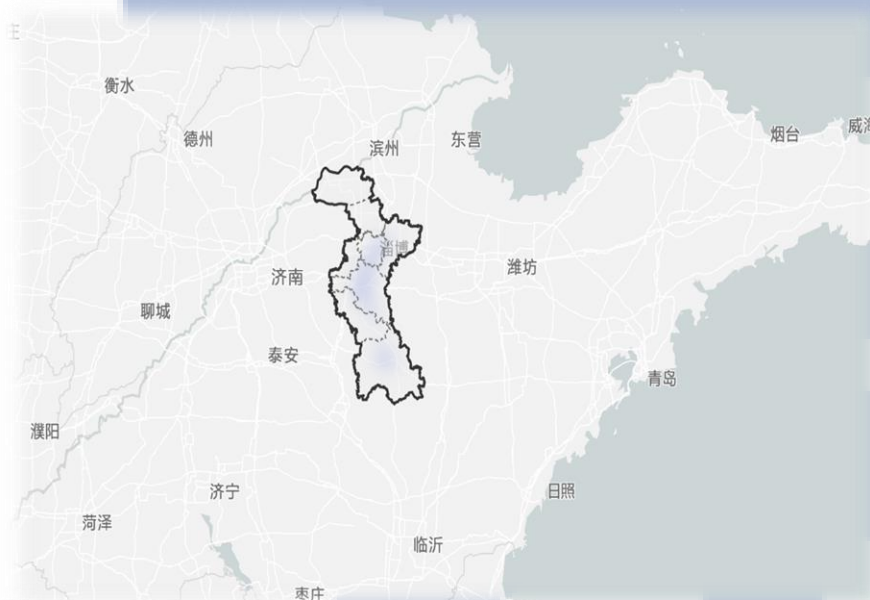 衡水
德州
滨州
东营
烟台
威海
淄博
济南
潍坊
聊城
泰安
青岛
濮阳
济宁
日照
菏泽
临沂
枣庄